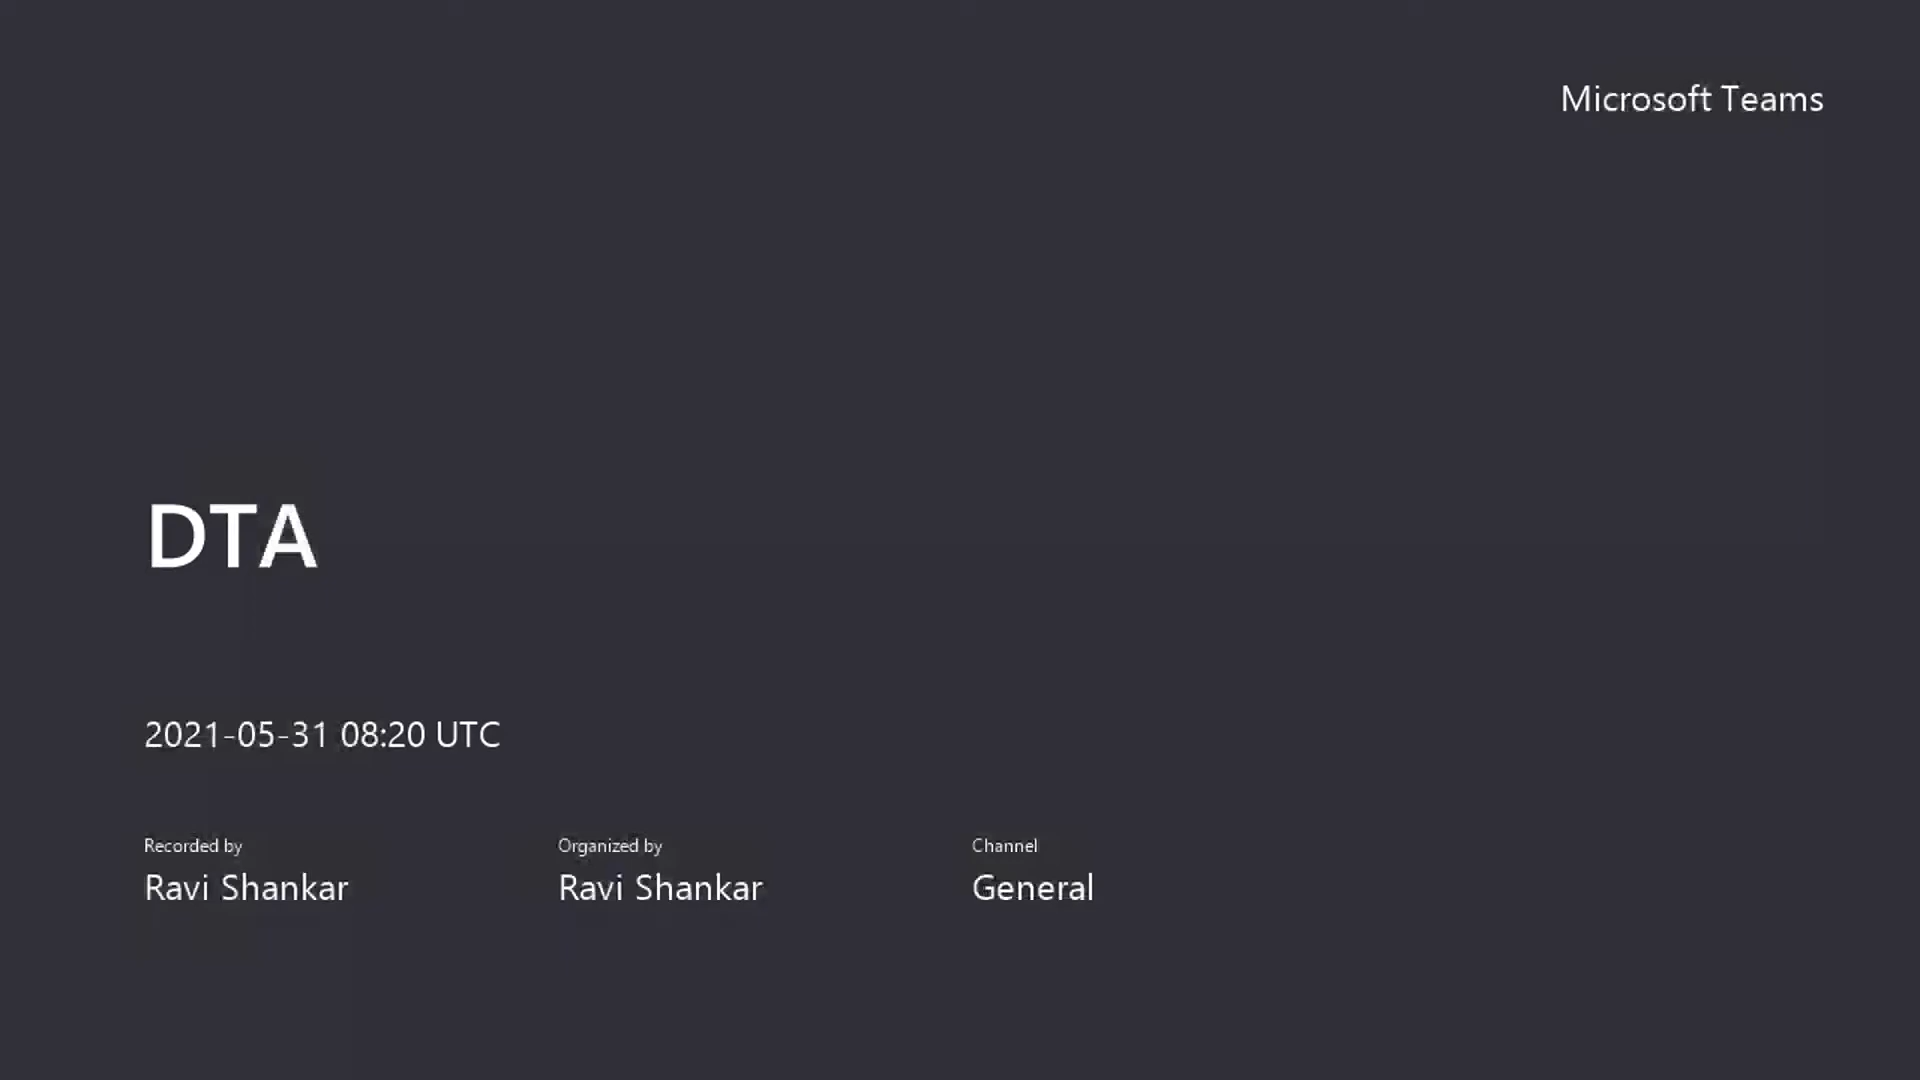 Microsoft Teams
DTA
2021-05-31 08:20 UTC
Recorded by
Ravi Shankar
Organized by
Ravi Shankar
Channel
General